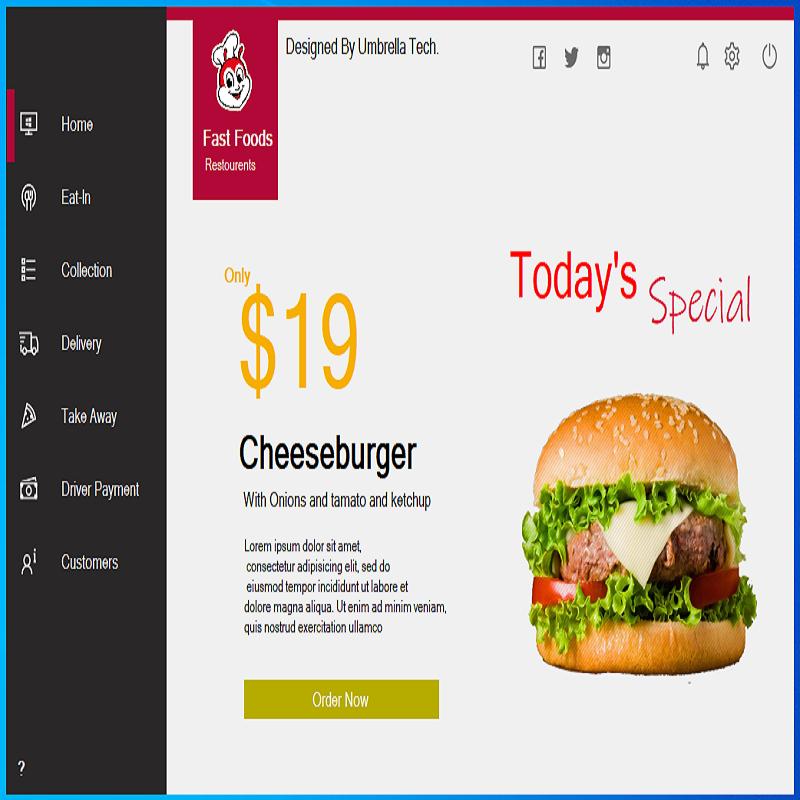 Designed By Umbrella Tech.
Fast Foods
Restourents
Home
Eat-In
Collection
Delivery
Take Away
Driver Payment
Customers
?
Only
$19
Cheeseburger
With Onions and tamato and ketchup
Lorem ipsum dolor sit amet,
consectetur adipisicing elit, sed do
eiusmod tempor incididunt ut labore et
dolore magna aliqua. Ut enim ad minim veniam,
quis nostrud exercitation ullamco
Order Now
Today's
Special